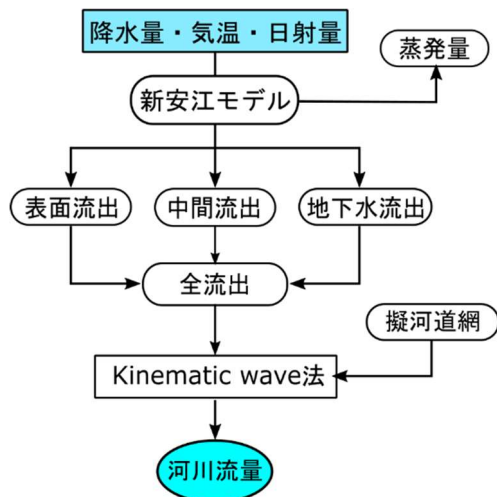 降水量・気温・日射量
蒸発量
新安江モデル
表面流出
中間流出
地下水流出
全流出
擬河道網
Kinematic wave法
河川流量